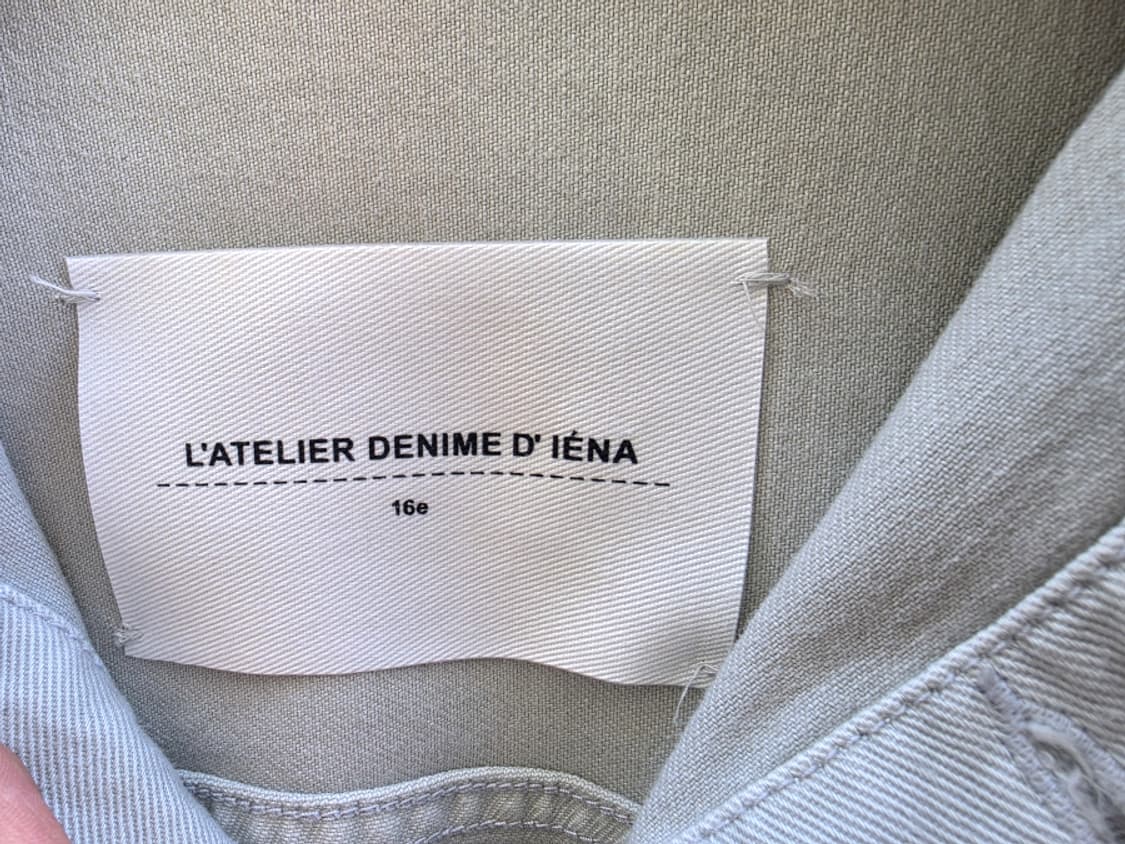 L'ATELIER DENIME D' IÉNA
16e